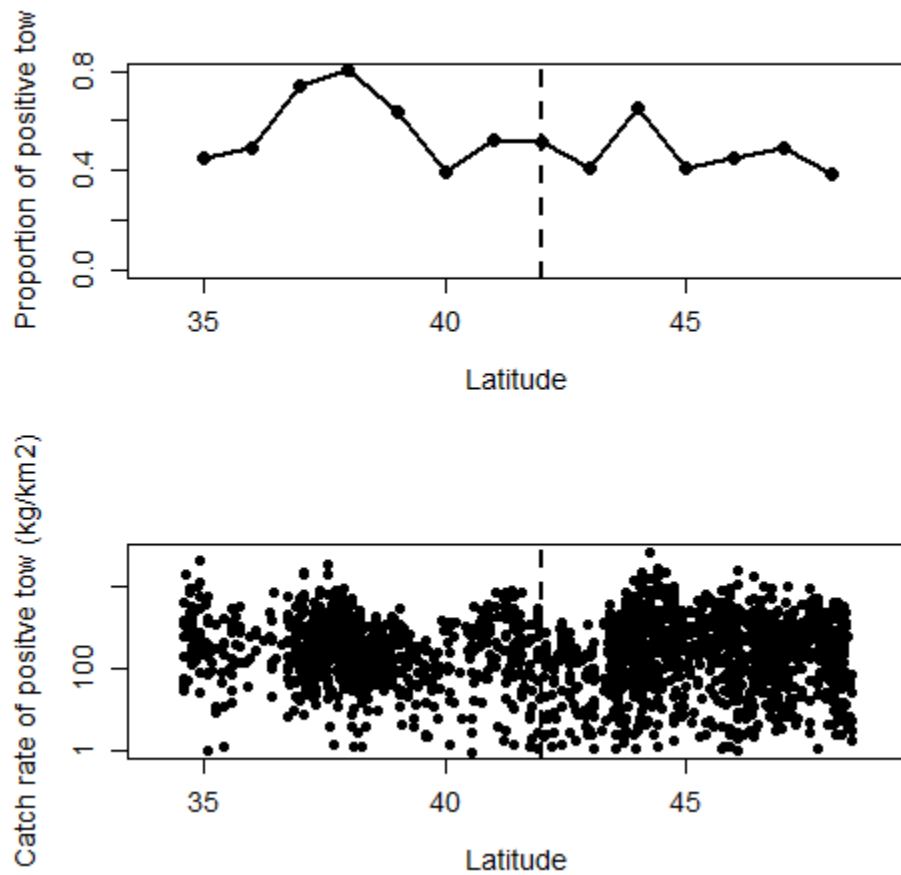 Proportion of positive tow
0.8
0.4
0.0
35
40
45
Latitude
Catch rate of positve tow (kg/km2)
100
1
35
40
45
Latitude